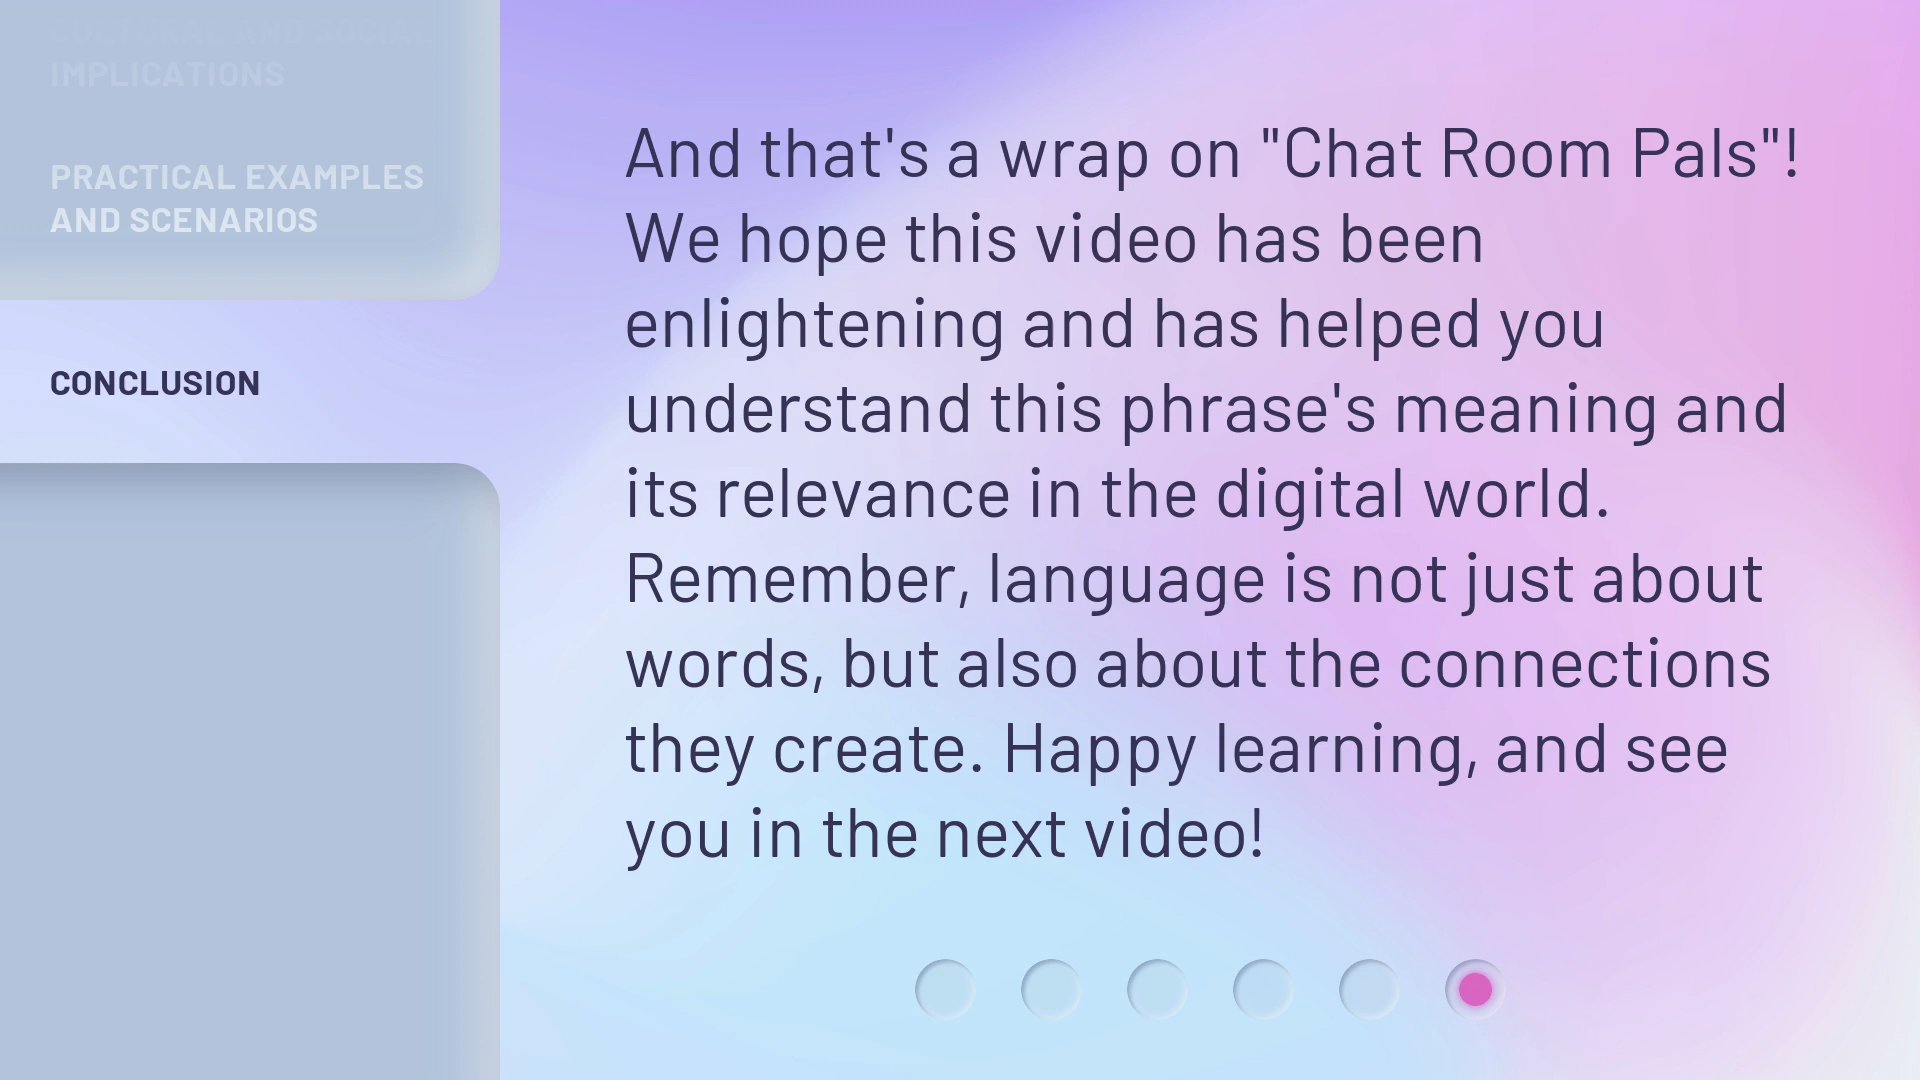 CULTURAL AND SOCIAL
IMPLICATIONS
PRACTICAL EXAMPLES
AND SCENARIOS
CONCLUSION
And that's a wrap on "Chat Room Pals"!
We hope this video has been
enlightening and has helped you
understand this phrase's meaning and
its relevance in the digital world.
Remember, language is not just about
words, but also about the connections
they create. Happy learning, and see
you in the next video!